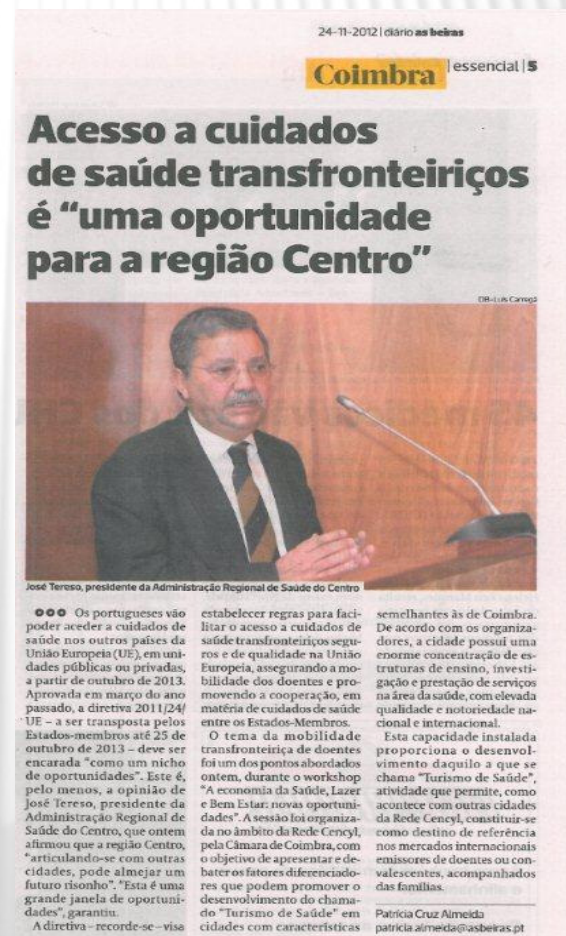 24-11-2012 | diário as beiras
Coimbra | essencial | 5
Acesso a cuidados
de saúde transfronteiriços
é “uma oportunidade
para a região Centro”
DB-Luís Carregã
José Tereso, presidente da Administração Regional de Saúde do Centro
Os portugueses vão
poder aceder a cuidados de
saúde nos outros países da
União Europeia (UE), em uni-
dades públicas ou privadas,
a partir de outubro de 2013.
Aprovada em março do ano
passado, a diretiva 2011/24/
UE – a ser transposta pelos
Estados-membros até 25 de
outubro de 2013 – deve ser
encarada “como um nicho
de oportunidades”. Este é,
pelo menos, a opinião de
José Tereso, presidente da
Administração Regional de
Saúde do Centro, que ontem
afirmou que a região Centro,
“articulando-se com outras
cidades, pode almejar um
futuro risonho”. “Esta é uma
grande janela de oportuni-
dades”, garantiu.
A diretiva – recorde-se – visa
estabelecer regras para faci-
litar o acesso a cuidados de
saúde transfronteiriços segu-
ros e de qualidade na União
Europeia, assegurando a mo-
bilidade dos doentes e pro-
movendo a cooperação, em
matéria de cuidados de saúde
entre os Estados-Membros.
O tema da mobilidade
transfronteiriça de doentes
foi um dos pontos abordados
ontem, durante o workshop
“A economia da Saúde, Lazer
e Bem Estar: novas oportuni-
dades”. A sessão foi organiza-
da no âmbito da Rede Cencyl,
pela Câmara de Coimbra, com
o objetivo de apresentar e de-
bater os fatores diferenciado-
res que podem promover o
desenvolvimento do chama-
do “Turismo de Saúde” em
cidades com características
semelhantes às de Coimbra.
De acordo com os organiza-
dores, a cidade possui uma
enorme concentração de es-
truturas de ensino, investi-
gação e prestação de serviços
na área da saúde, com elevada
qualidade e notoriedade na-
cional e internacional.
Esta capacidade instalada
proporciona o desenvol-
vimento daquilo a que se
chama “Turismo de Saúde”,
atividade que permite, como
acontece com outras cidades
da Rede Cencyl, constituir-se
como destino de referência
nos mercados internacionais
emissores de doentes ou con-
valescentes, acompanhados
das famílias.
Patrícia Cruz Almeida
patricia.almeida@asbeiras.pt